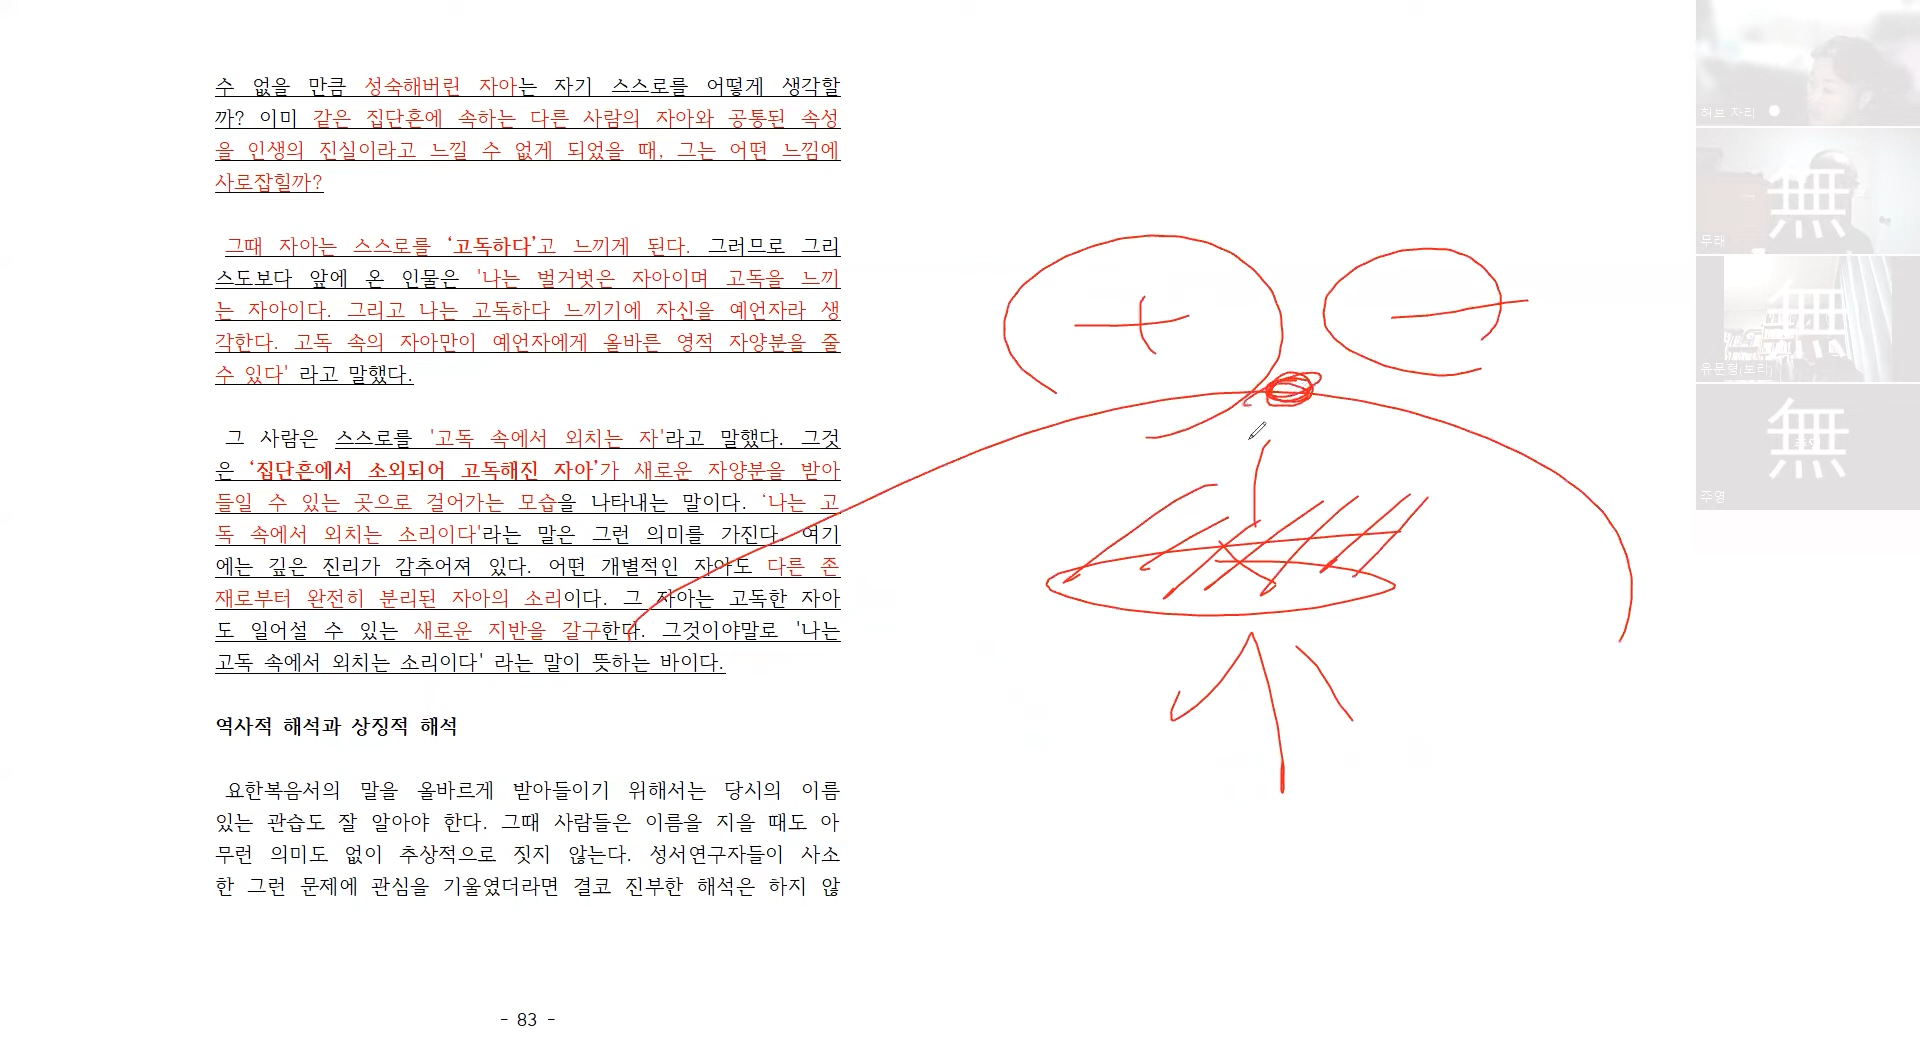 수 없을 만큼 성숙해버린 자아는 자기 스스로를 어떻게 생각할
까? 이미 같은 집단혼에 속하는 다른 사람의 자아와 공통된 속성
을 인생의 진실이라고 느낄 수 없게 되었을 때, 그는 어떤 느낌에
사로잡힐까?
그때 자아는 스스로를 ‘고독하다’고 느끼게 된다. 그러므로 그리
스도보다 앞에 온 인물은 '나는 벌거벗은 자아이며 고독을 느끼
는 자아이다. 그리고 나는 고독하다 느끼기에 자신을 예언자라 생
각한다. 고독 속의 자아만이 예언자에게 올바른 영적 자양분을 줄
수 있다' 라고 말했다.
그 사람은 스스로를 '고독 속에서 외치는 자'라고 말했다. 그것
은 ‘집단혼에서 소외되어 고독해진 자아’가 새로운 자양분을 받아
들일 수 있는 곳으로 걸어가는 모습을 나타내는 말이다. ‘나는 고
독 속에서 외치는 소리이다'라는 말은 그런 의미를 가진다. 여기
에는 깊은 진리가 감추어져 있다. 어떤 개별적인 자아도 다른 존
재로부터 완전히 분리된 자아의 소리이다. 그 자아는 고독한 자아
도 일어설 수 있는 새로운 지반을 갈구한다. 그것이야말로 '나는
고독 속에서 외치는 소리이다' 라는 말이 뜻하는 바이다.
역사적 해석과 상징적 해석
요한복음서의 말을 올바르게 받아들이기 위해서는 당시의 이름
있는 관습도 잘 알아야 한다. 그때 사람들은 이름을 지을 때도 아
무런 의미도 없이 추상적으로 짓지 않는다. 성서연구자들이 사소
한 그런 문제에 관심을 기울였더라면 결코 진부한 해석은 하지 않
- 83 -
허브 자리
無
무래
無
유문형(보리)
無
주영